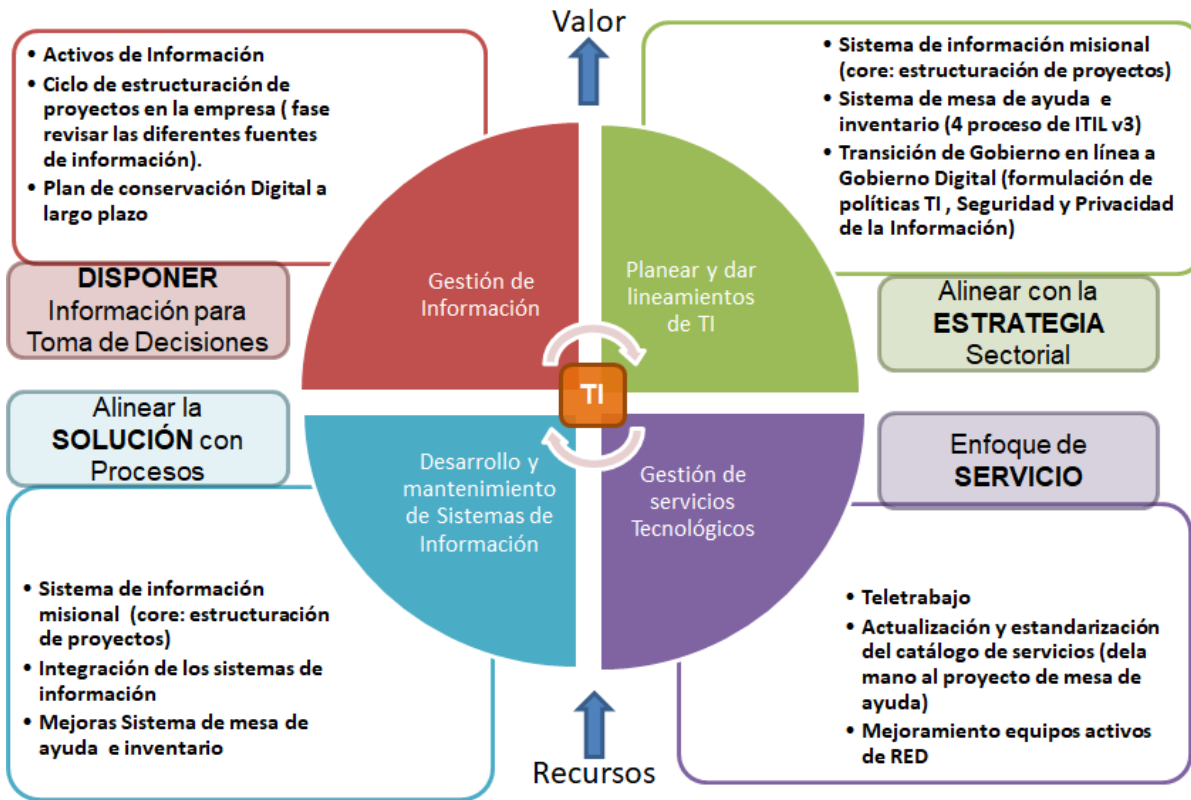 Valor
• Activos de Información
• Ciclo de estructuración de
proyectos en la empresa ( fase
revisar las diferentes fuentes
de información).
• Plan de conservación Digital a
largo plazo
• Sistema de información misional
(core: estructuración de proyectos)
• Sistema de mesa de ayuda e
inventario (4 proceso de ITIL v3)
• Transición de Gobierno en línea a
Gobierno Digital (formulación de
políticas TI , Seguridad y Privacidad
de la Información)
DISPONER
Información para
Toma de Decisiones
Gestión de
Información
Planear y dar
lineamientos
de TI
Alinear con la
ESTRATEGIA
Sectorial
TI
Alinear la
SOLUCIÓN con
Procesos
Desarrollo y
mantenimiento
de Sistemas de
Información
Gestión de
servicios
Tecnológicos
Enfoque de
SERVICIO
• Sistema de información
misional (core: estructuración
de proyectos)
• Integración de los sistemas de
información
• Mejoras Sistema de mesa de
ayuda e inventario
• Teletrabajo
• Actualización y estandarización
del catálogo de servicios (dela
mano al proyecto de mesa de
ayuda)
• Mejoramiento equipos activos
de RED
Recursos